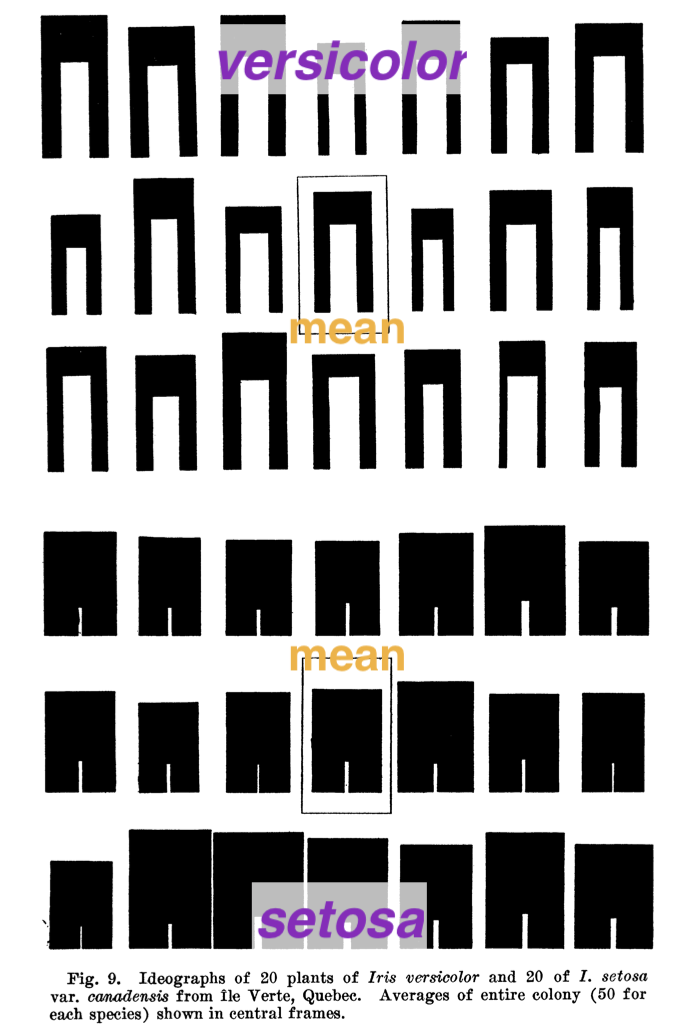 versicolor
mean
mean
setosa
Fig. 9. Ideographs of 20 plants of Iris versicolor and 20 of I. setosa
var. canadensis from Île Verte, Quebec. Averages of entire colony (50 for
each species) shown in central frames.